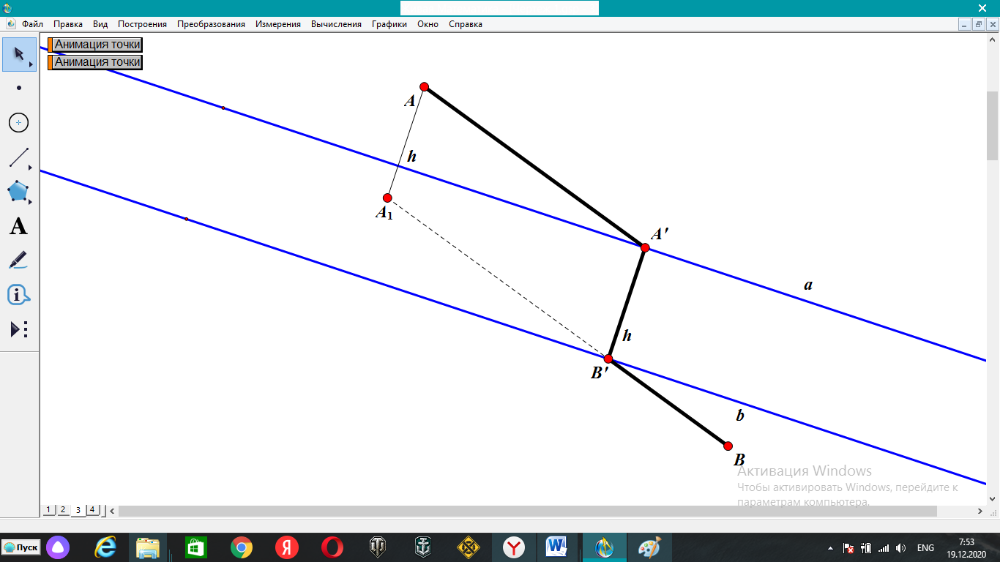 Файл Правка Вид Построения Преобразования Измерения Вычисления Графики Окно Справка
Анимация точки
Анимация точки
A
h
A₁
A'
a
h
B'
b
B
Активация Windows
Чтобы активировать Windows, перейдите к
параметрам компьютера.
A
1 2 3 4
Пуск
ENG
7:53
19.12.2020